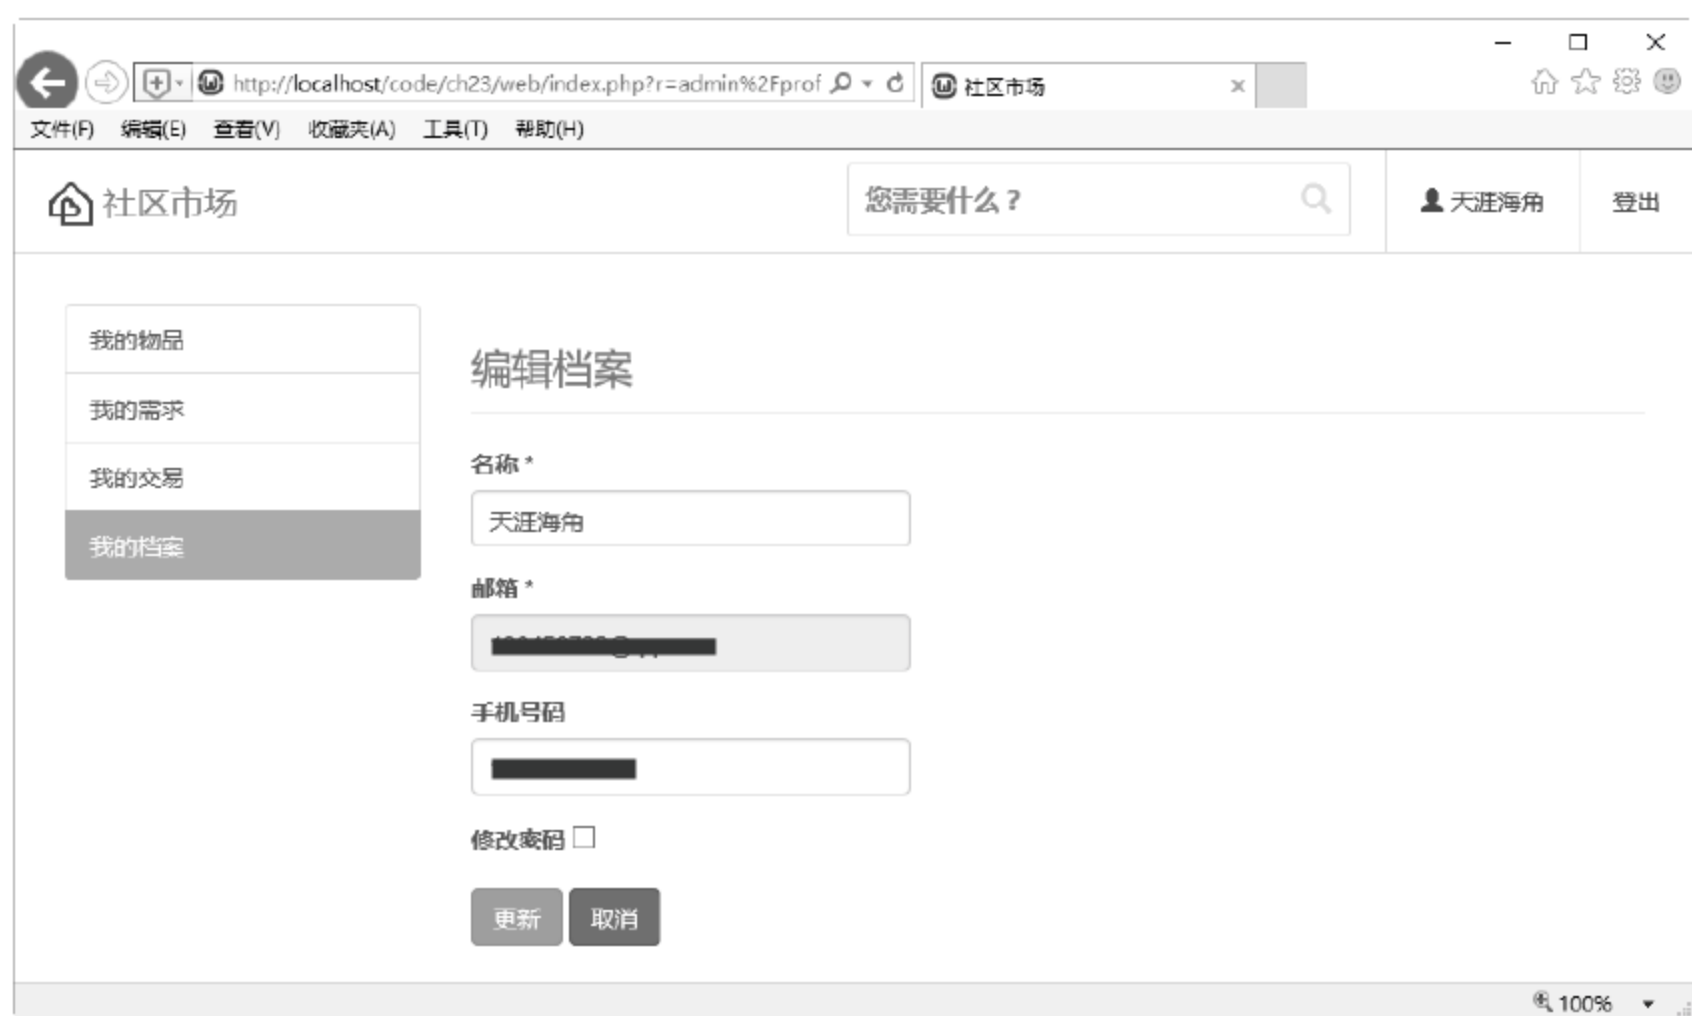 http://localhost/code/ch23/web/index.php?r=admin%2Fprof
社区市场
文件(F) 编辑(E) 查看(V) 收藏夹(A) 工具(T) 帮助(H)
社区市场
您需要什么？
天涯海角
登出
我的物品
我的需求
我的交易
我的档案
编辑档案
名称 *
天涯海角
邮箱 *
手机号码
修改密码
更新 取消
100%